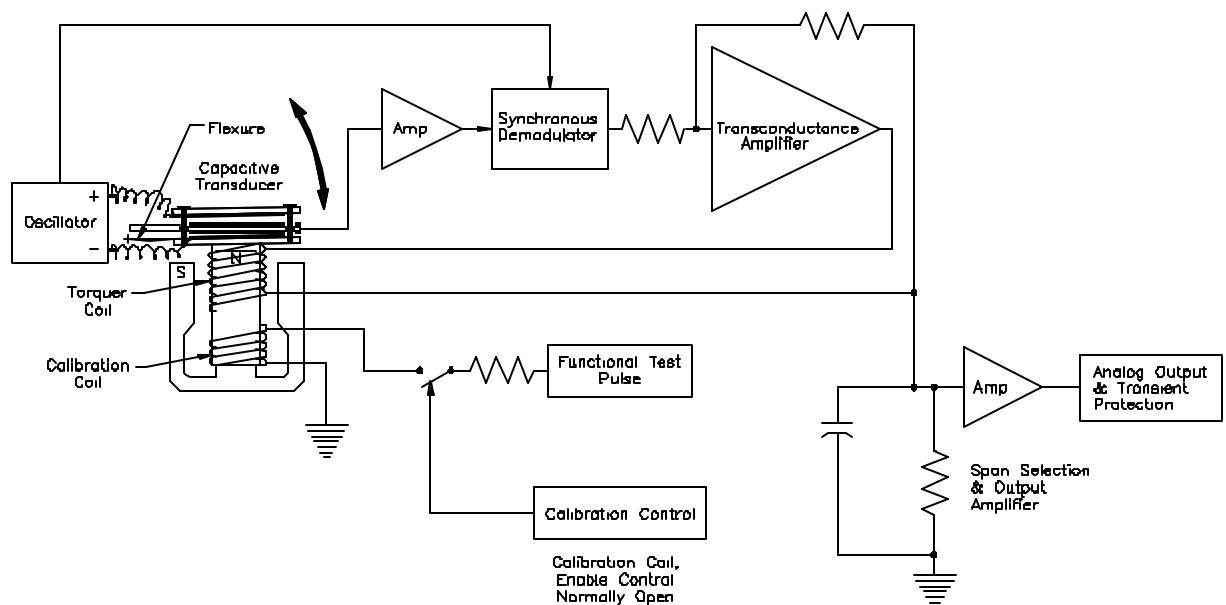 Flexure
Capacitive
Transducer
Oscillator
+
−
+
S
N
Torquer
Coil
Calibration
Coil
Amp
Synchronous
Demadulator
Transconductance
Amplifier
Functional Test
Pulse
Calibration Control
Calibration Coil,
Enable Control
Normally Open
Amp
Analog Output
& Transient
Protection
Span Selection
& Output
Amplifier